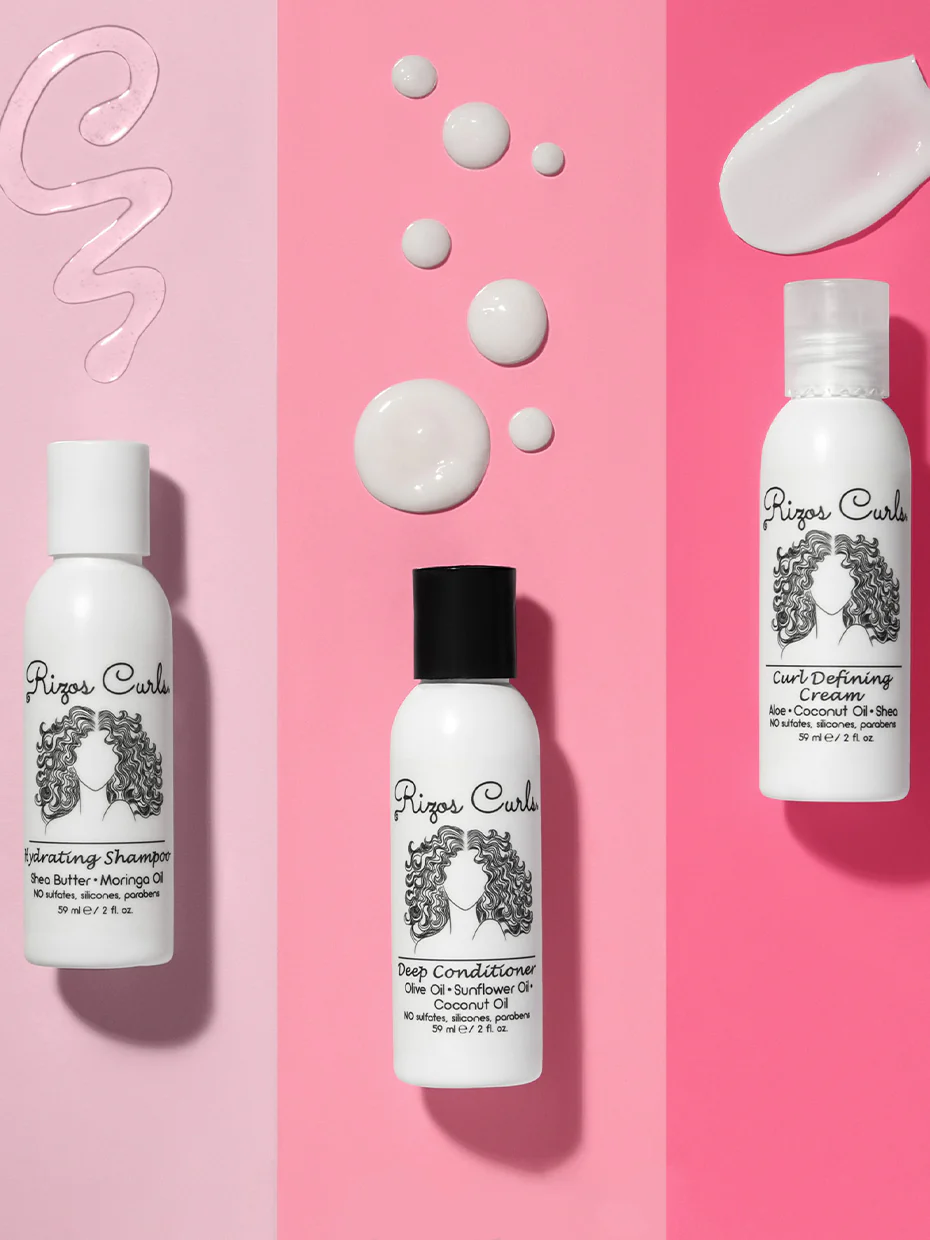 Rizos Curls
Hydrating Shampoo
Shea Butter • Moringa Oil
NO sulfates, silicones, parabens
59 ml ℮/ 2 fl. oz.
Rizos Curls
Deep Conditioner
Olive Oil • Sunflower Oil •
Coconut Oil
NO sulfates, silicones, parabens
59 ml ℮/ 2 fl. oz.
Rizos Curls
Curl Defining
Cream
Aloe • Coconut Oil • Shea
NO sulfates, silicones, parabens
59 ml ℮/ 2 fl. oz.